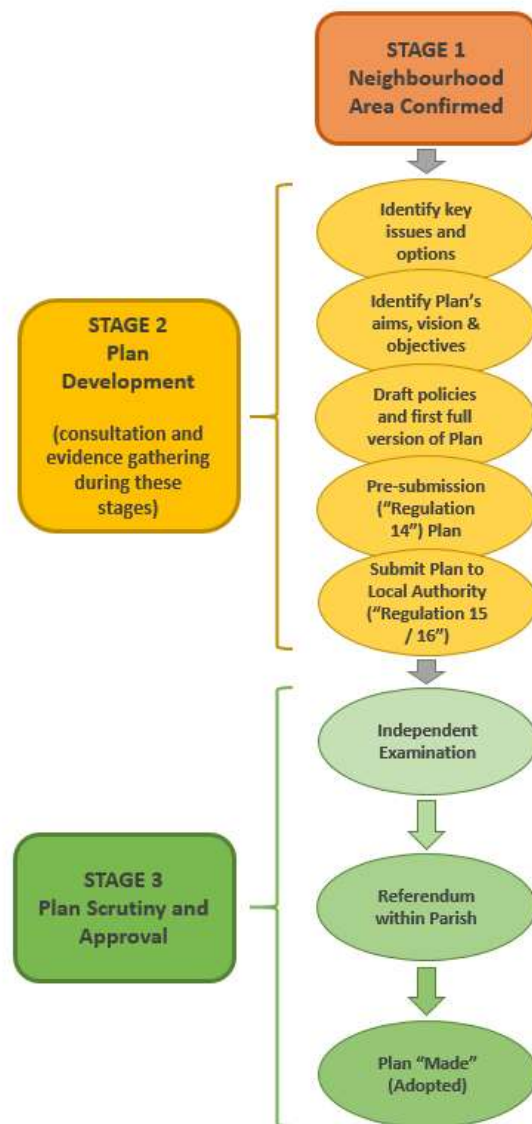 STAGE 1
Neighbourhood
Area Confirmed
Identify key
issues and
options
Identify Plan’s
aims, vision &
objectives
STAGE 2
Plan
Development
(consultation and
evidence gathering
during these
stages)
Draft policies
and first full
version of Plan
Pre-submission
(“Regulation
14”) Plan
Submit Plan to
Local Authority
(“Regulation 15
/ 16”)
Independent
Examination
STAGE 3
Plan Scrutiny and
Approval
Referendum
within Parish
Plan “Made”
(Adopted)